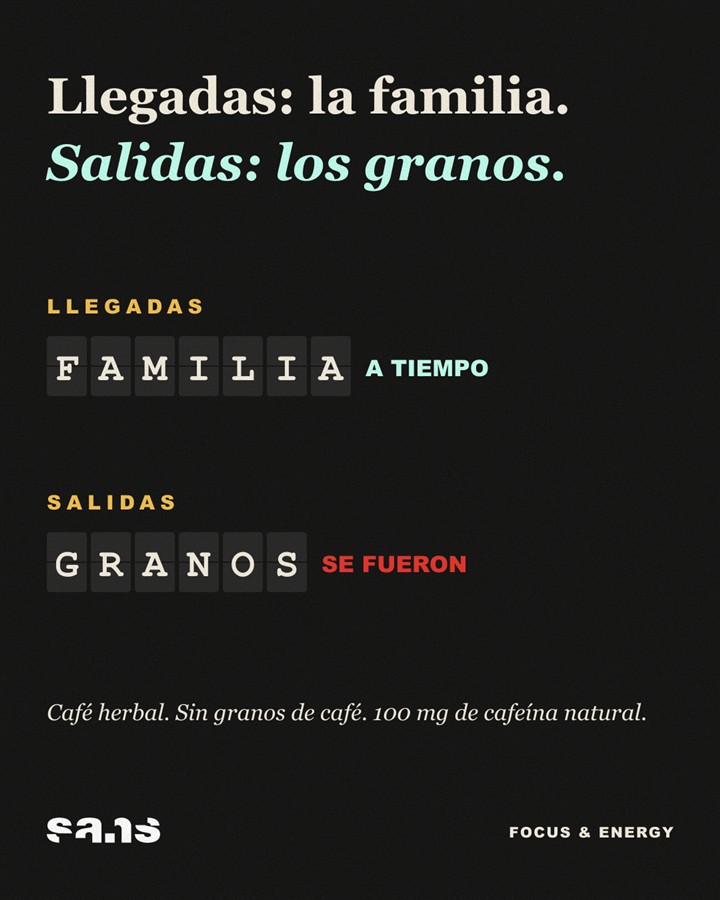 Llegadas: la familia.
Salidas: los granos.
LLEGADAS
FAMILIA A TIEMPO
SALIDAS
GRANOS SE FUERON
Café herbal. Sin granos de café. 100 mg de cafeína natural.
sans
FOCUS & ENERGY